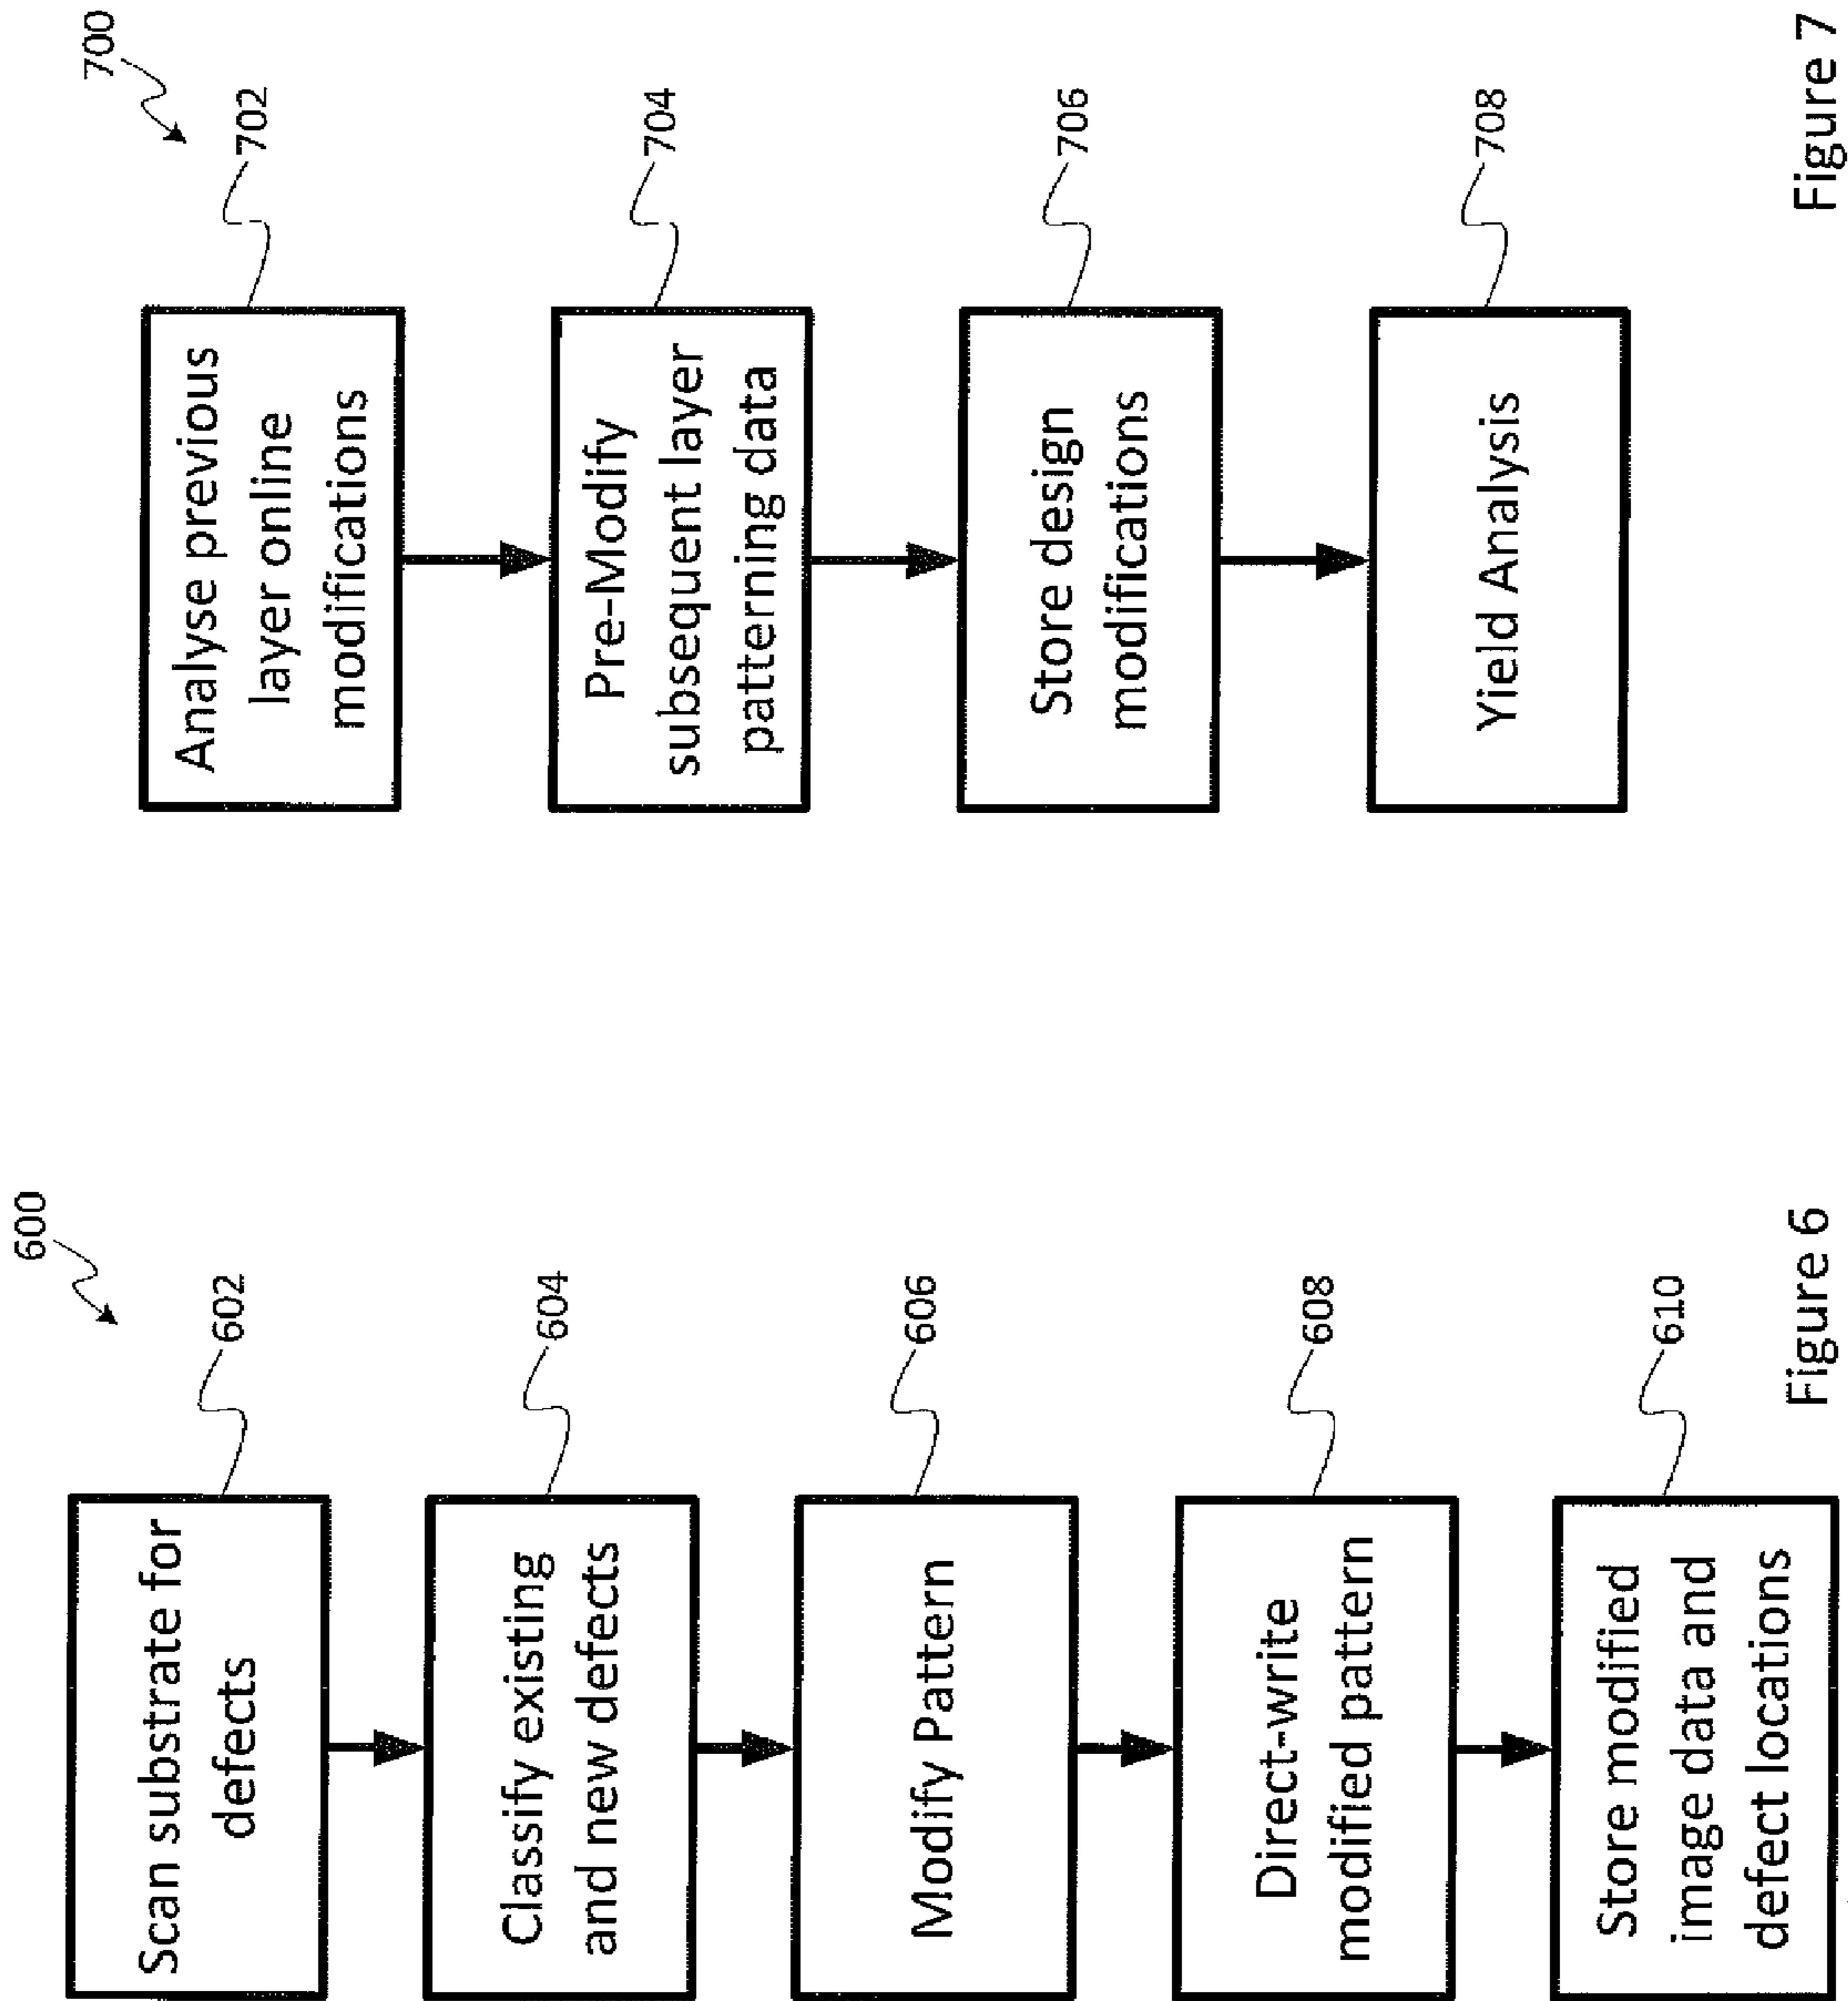 600
Scan substrate for
defects
602
Classify existing
and new defects
604
Modify Pattern
606
Direct-write
modified pattern
608
Store modified
image data and
defect locations
610
Figure 6
700
Analyse previous
layer online
modifications
702
Pre-Modify
subsequent layer
patterning data
704
Store design
modifications
706
Yield Analysis
708
Figure 7